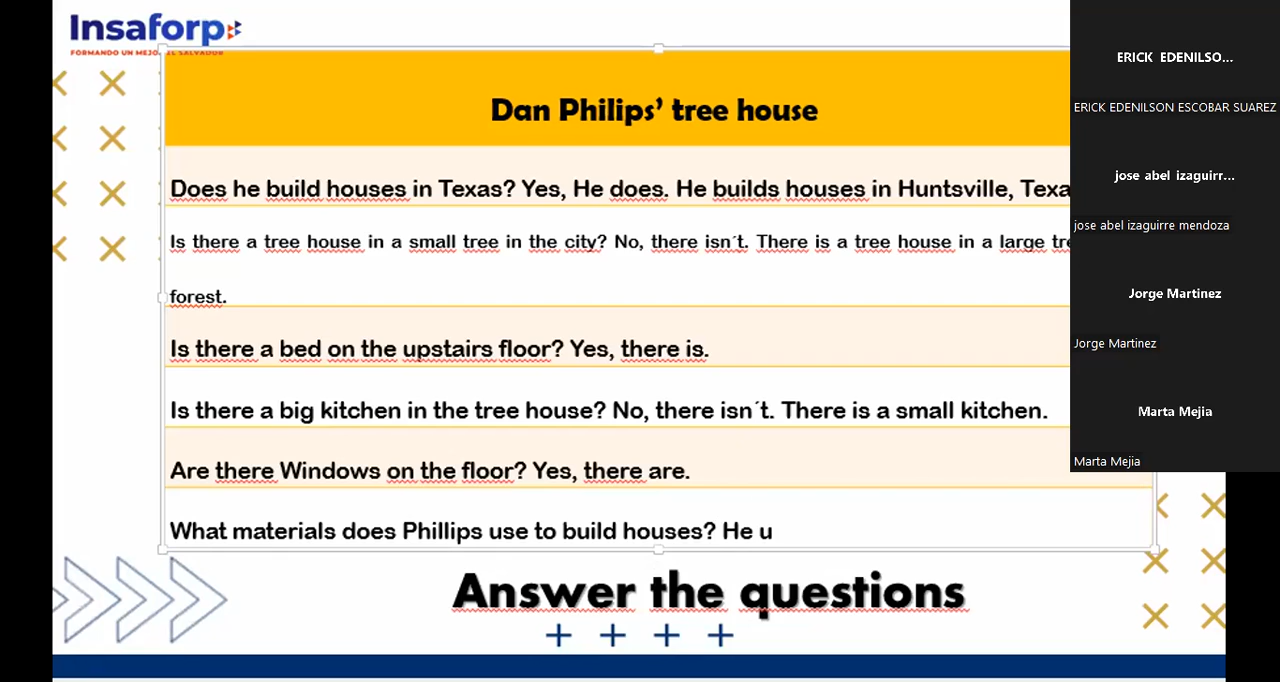 Insaforp
FORMANDO UN MEJOR EL SALVADOR
Dan Philips’ tree house
Does he build houses in Texas? Yes, He does. He builds houses in Huntsville, Texa
Is there a tree house in a small tree in the city? No, there isn´t. There is a tree house in a large tre
forest.
Is there a bed on the upstairs floor? Yes, there is.
Is there a big kitchen in the tree house? No, there isn´t. There is a small kitchen.
Are there Windows on the floor? Yes, there are.
What materials does Phillips use to build houses? He u
Answer the questions
ERICK EDENILSO...
ERICK EDENILSON ESCOBAR SUAREZ
jose abel izaguirr...
jose abel izaguirre mendoza
Jorge Martinez
Jorge Martinez
Marta Mejia
Marta Mejia